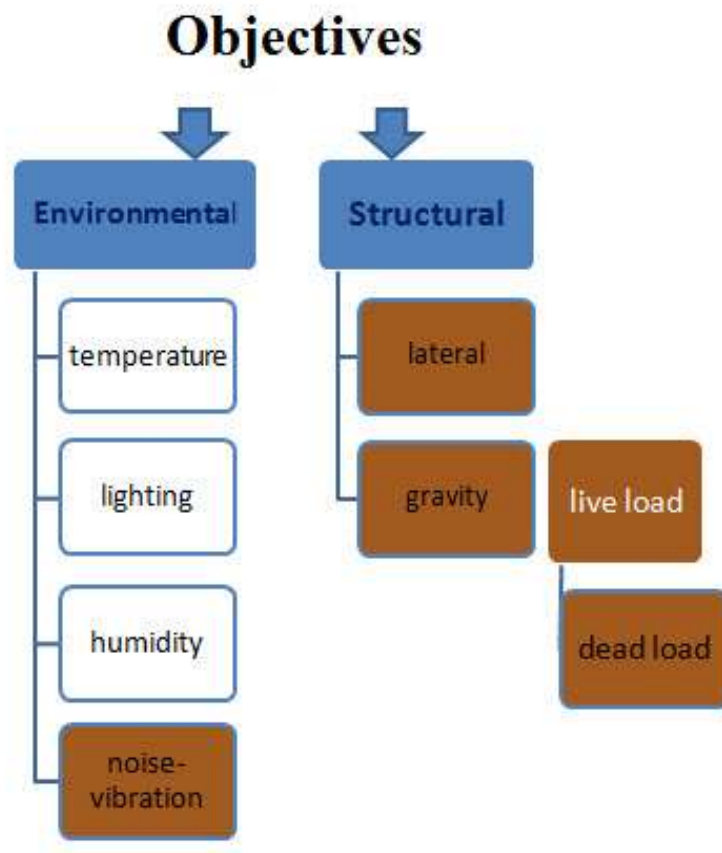 Objectives
Environmental
temperature
lighting
humidity
noise-
vibration
Structural
lateral
gravity
live load
dead load